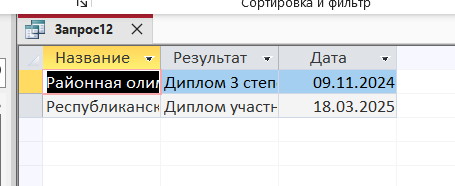 Сортировка и фильтр
Запрос12
Название Результат Дата
Районная оли Диплом 3 степ 09.11.2024
Республиканск Диплом участн 18.03.2025